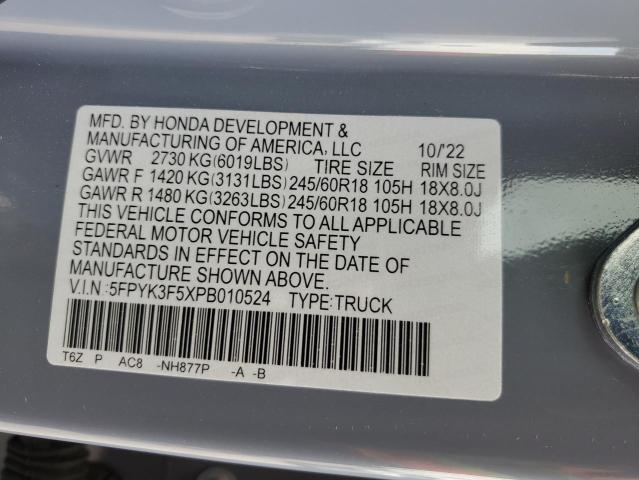 MFD. BY HONDA DEVELOPMENT &
MANUFACTURING OF AMERICA, LLC 10/'22
GVWR 2730 KG(6019LBS) TIRE SIZE RIM SIZE
GAWR F 1420 KG(3131LBS) 245/60R18 105H 18X8.0J
GAWR R 1480 KG(3263LBS) 245/60R18 105H 18X8.0J
THIS VEHICLE CONFORMS TO ALL APPLICABLE
FEDERAL MOTOR VEHICLE SAFETY
STANDARDS IN EFFECT ON THE DATE OF
MANUFACTURE SHOWN ABOVE.
V.I.N :5FPYK3F5XPB010524 TYPE:TRUCK
T6Z P AC8 -NH877P -A -B